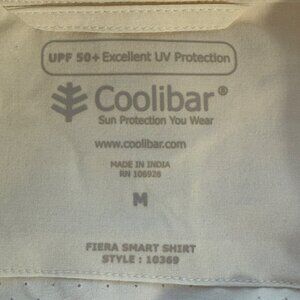 UPF 50+ Excellent UV Protection
Coolibar®
Sun Protection You Wear
www.coolibar.com
MADE IN INDIA
RN 106926
M
FIERA SMART SHIRT
STYLE : 10369